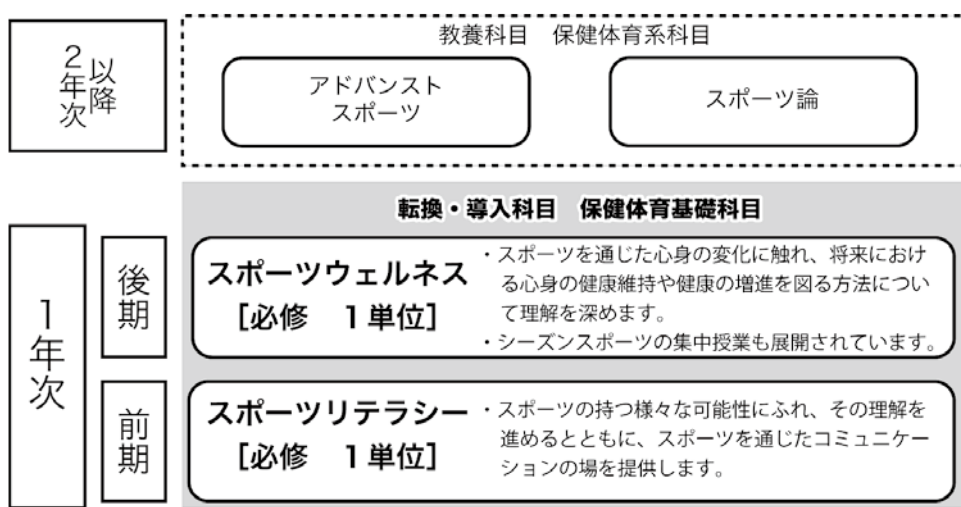 ２年次
以降
教養科目　保健体育系科目
アドバンスト
スポーツ
スポーツ論
転換・導入科目　保健体育基礎科目
１年次
後期
スポーツウェルネス
［必修　１単位］
・スポーツを通じた心身の変化に触れ、将来における
心身の健康維持や健康の増進を図る方法につい
て理解を深めます。
・シーズンスポーツの集中授業も展開されています。
前期
スポーツリテラシー
［必修　１単位］
・スポーツの持つ様々な可能性にふれ、その理解を
進めるとともに、スポーツを通じたコミュニケー
ションの場を提供します。